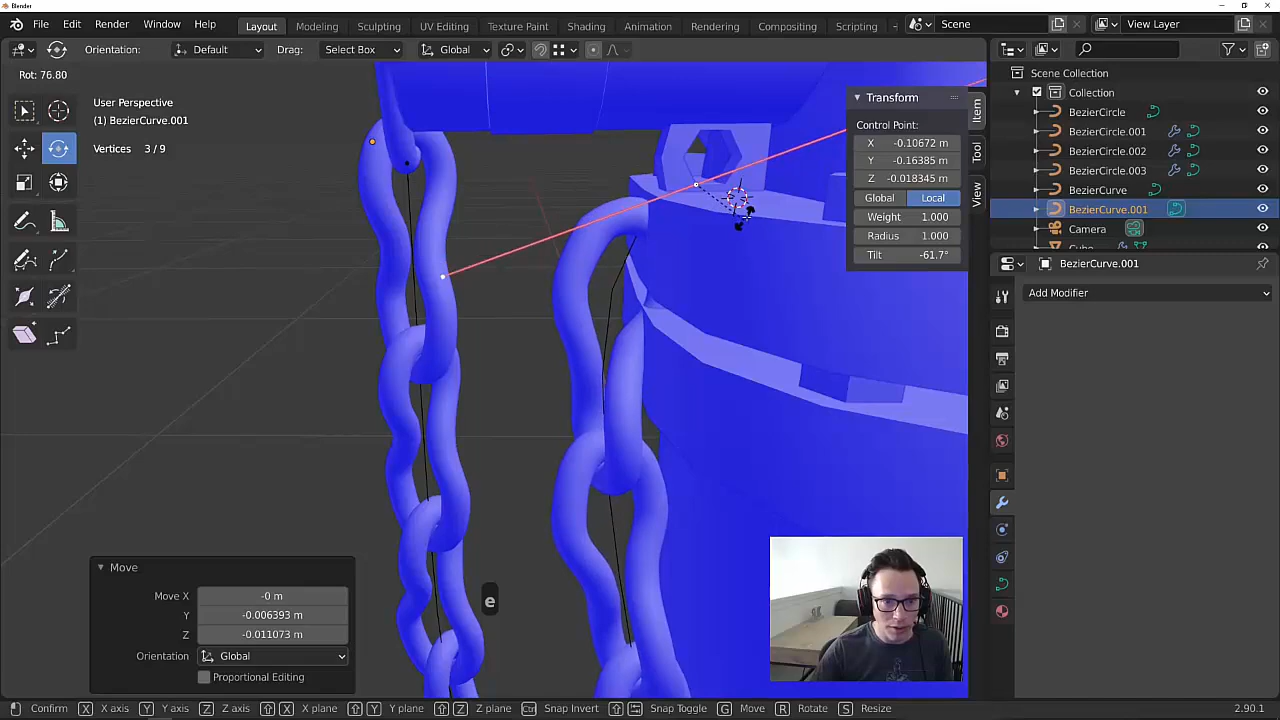 Blender
File Edit Render Window Help Layout Modeling Sculpting UV Editing Texture Paint Shading Animation Rendering Compositing Scripting Scene View Layer
Orientation: Default Drag: Select Box Global
Rot: 76.80
User Perspective
(1) BezierCurve.001
Vertices 3 / 9
Transform
Control Point:
X -0.10672 m
Y -0.16385 m
Z -0.018345 m
Global Local
Weight 1.000
Radius 1.000
Tilt -61.7°
Item
Tool
View
Scene Collection
Collection
BezierCircle
BezierCircle.001
BezierCircle.002
BezierCircle.003
BezierCurve
BezierCurve.001
Camera
Cube
BezierCurve.001
Add Modifier
Move
Move X -0 m
Y -0.006393 m
Z -0.011073 m
Orientation Global
Proportional Editing
e
Confirm X X axis Y Y axis Z Z axis X X plane Y Y plane Z Z plane Ctrl Snap Invert Snap Toggle G Move R Rotate S Resize 2.90.1